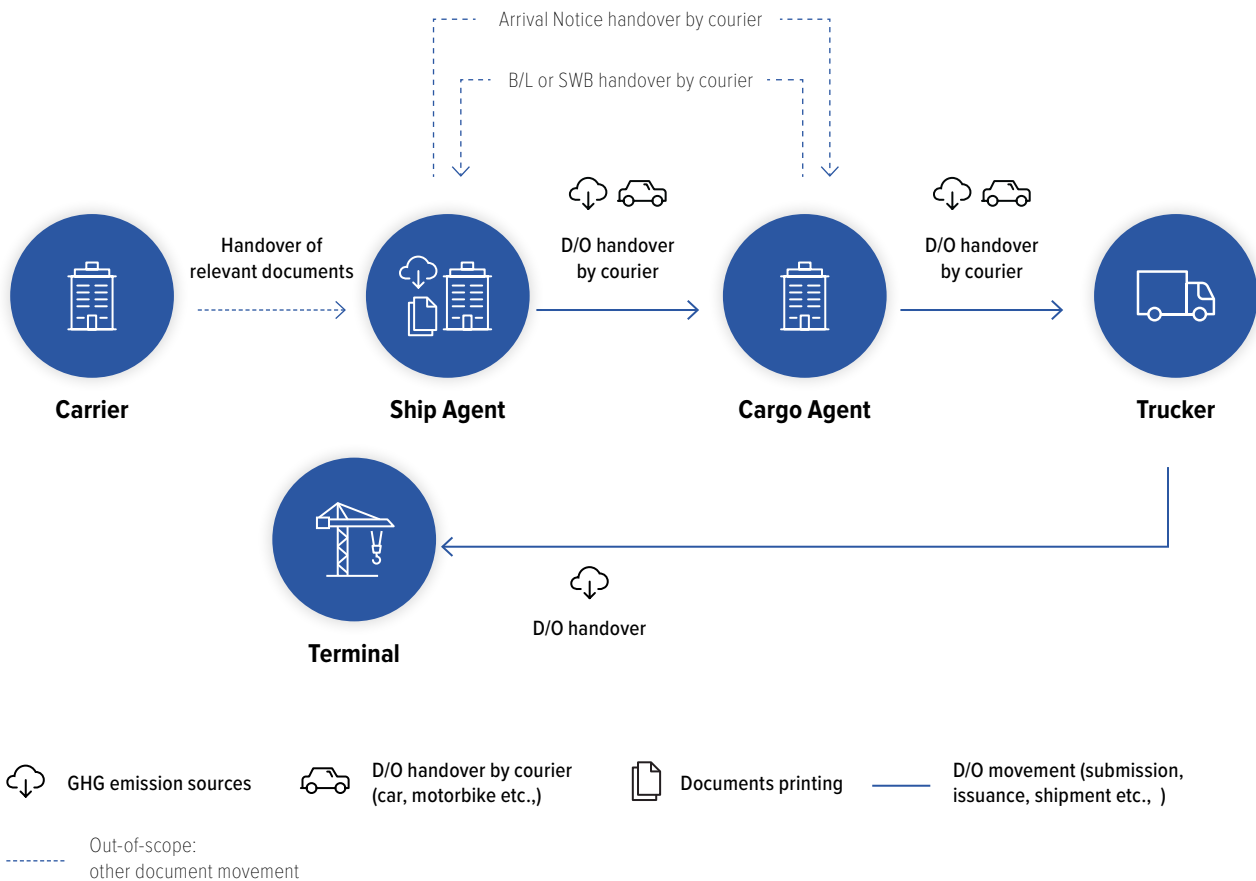 Arrival Notice handover by courier
B/L or SWB handover by courier
Handover of
relevant documents
D/O handover
by courier
D/O handover
by courier
Carrier
Ship Agent
Cargo Agent
Trucker
D/O handover
Terminal
GHG emission sources
D/O handover by courier
(car, motorbike etc.,)
Documents printing
D/O movement (submission,
issuance, shipment etc., )
Out-of-scope:
other document movement